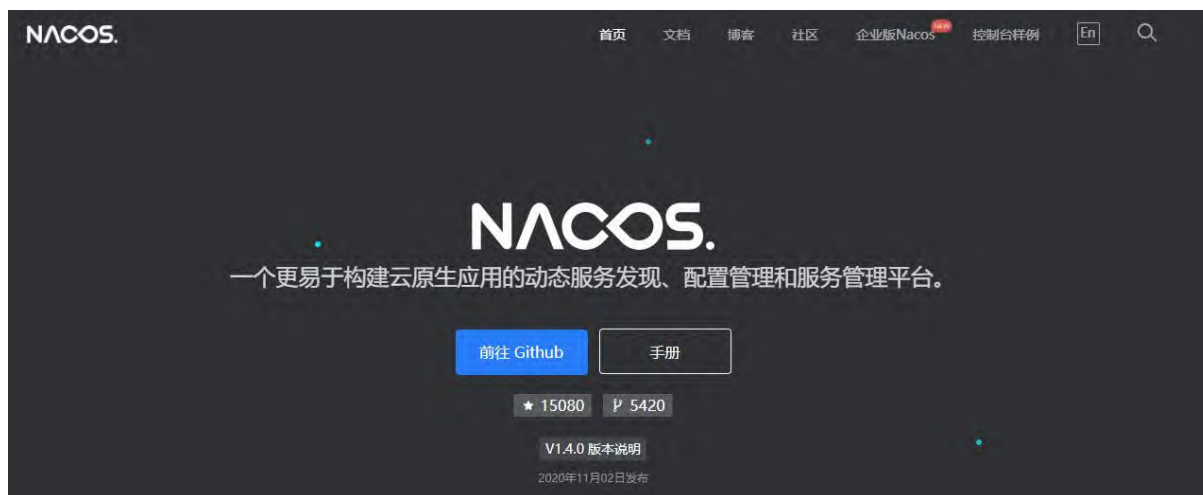 NACOS.
首页 文档 博客 社区 企业版Nacos New 控制台样例 En
NACOS.
一个更易于构建云原生应用的动态服务发现、配置管理和服务管理平台。
前往 Github 手册
15080 5420
V1.4.0 版本说明
2020年11月02日发布